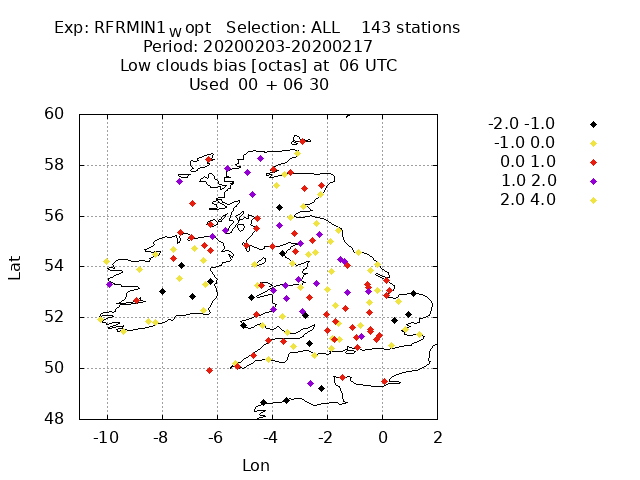 Exp: RFRMIN1 W opt Selection: ALL 143 stations
Period: 20200203-20200217
Low clouds bias [octas] at 06 UTC
Used 00 + 06 30
-2.0 -1.0
-1.0 0.0
0.0 1.0
1.0 2.0
2.0 4.0
60
58
56
54
52
50
48
Lat
-10 -8 -6 -4 -2 0 2
Lon